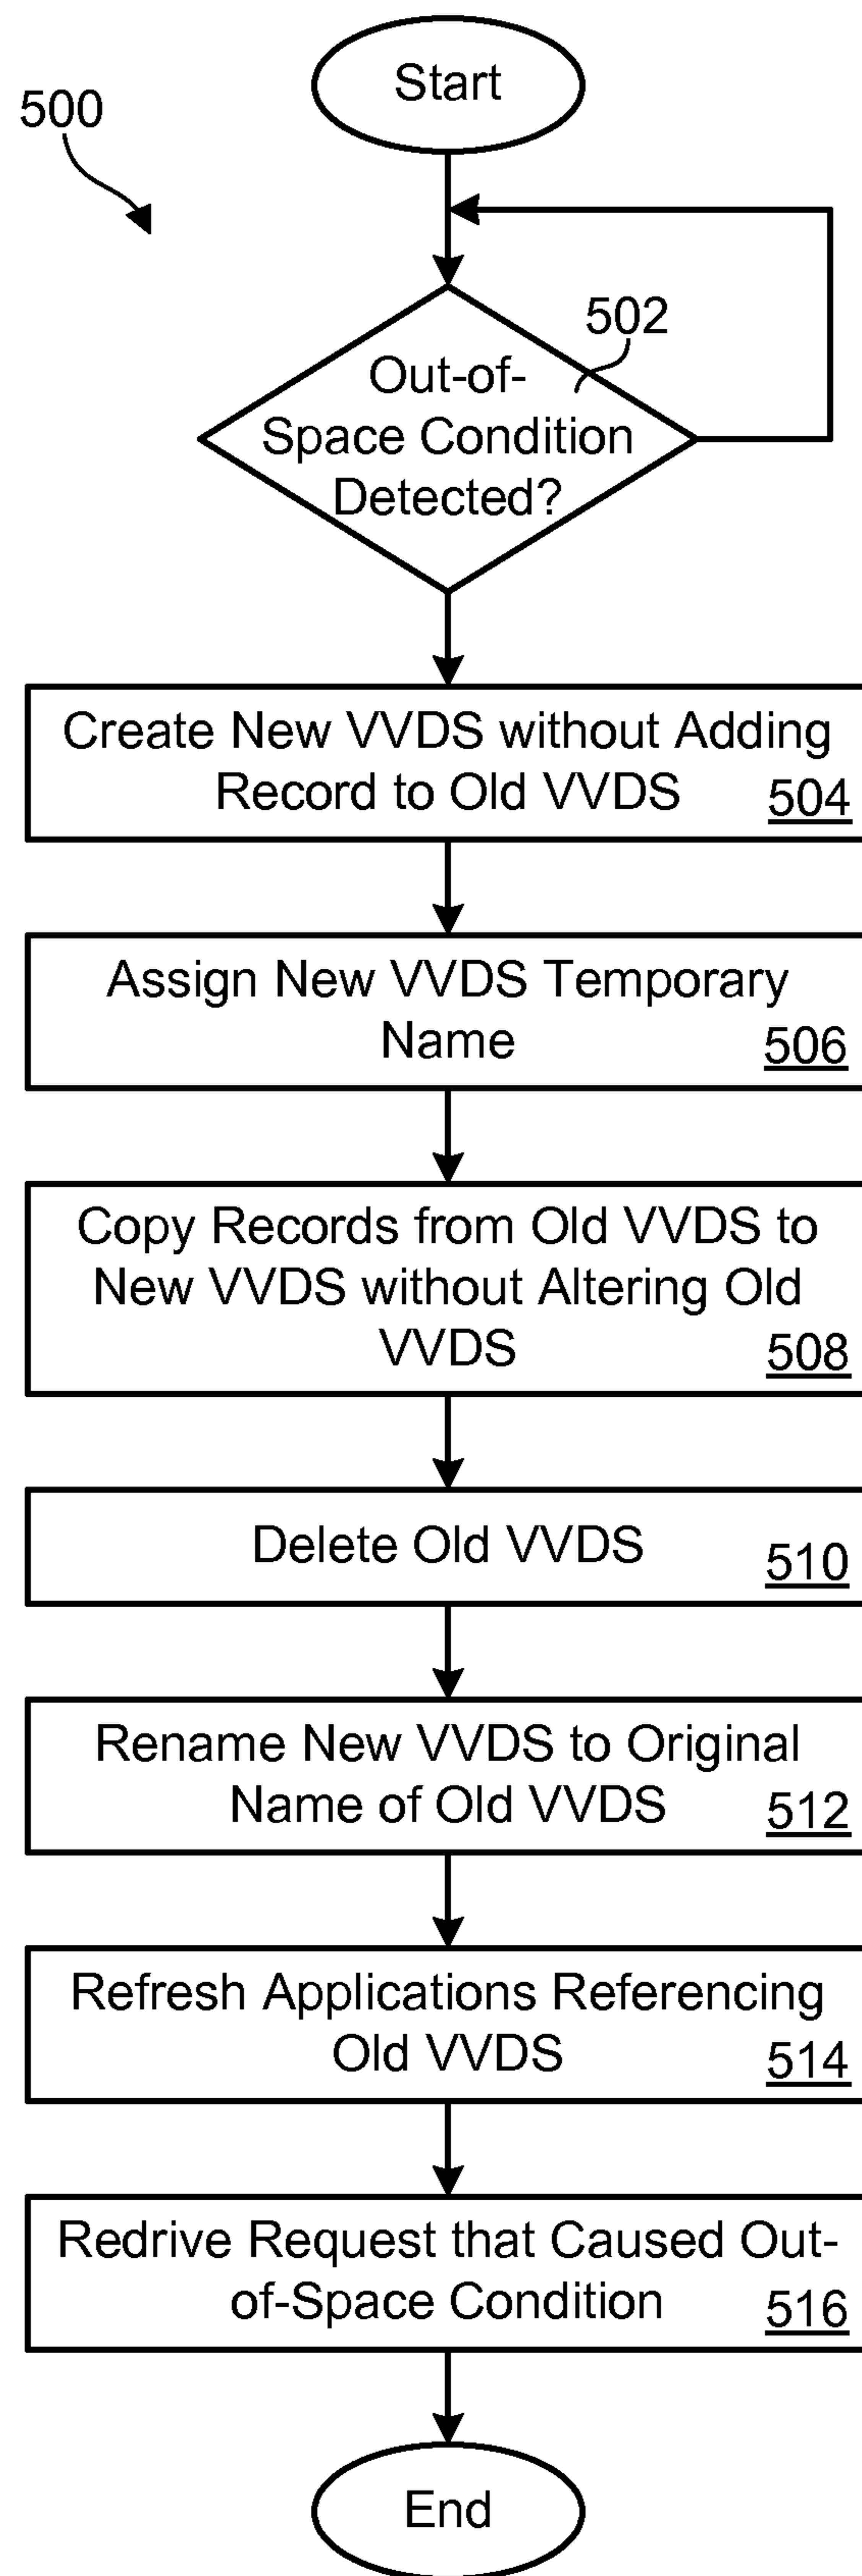 Start
500
502
Out-of-
Space Condition
Detected?
Create New VVDS without Adding
Record to Old VVDS
504
Assign New VVDS Temporary
Name
506
Copy Records from Old VVDS to
New VVDS without Altering Old
VVDS
508
Delete Old VVDS
510
Rename New VVDS to Original
Name of Old VVDS
512
Refresh Applications Referencing
Old VVDS
514
Redrive Request that Caused Out-
of-Space Condition
516
End